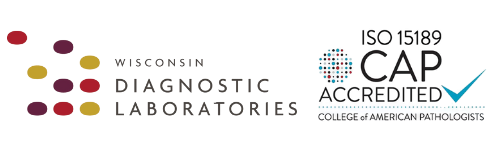 WISCONSIN
DIAGNOSTIC
LABORATORIES
ISO 15189
CAP
ACCREDITED
COLLEGE of AMERICAN PATHOLOGISTS